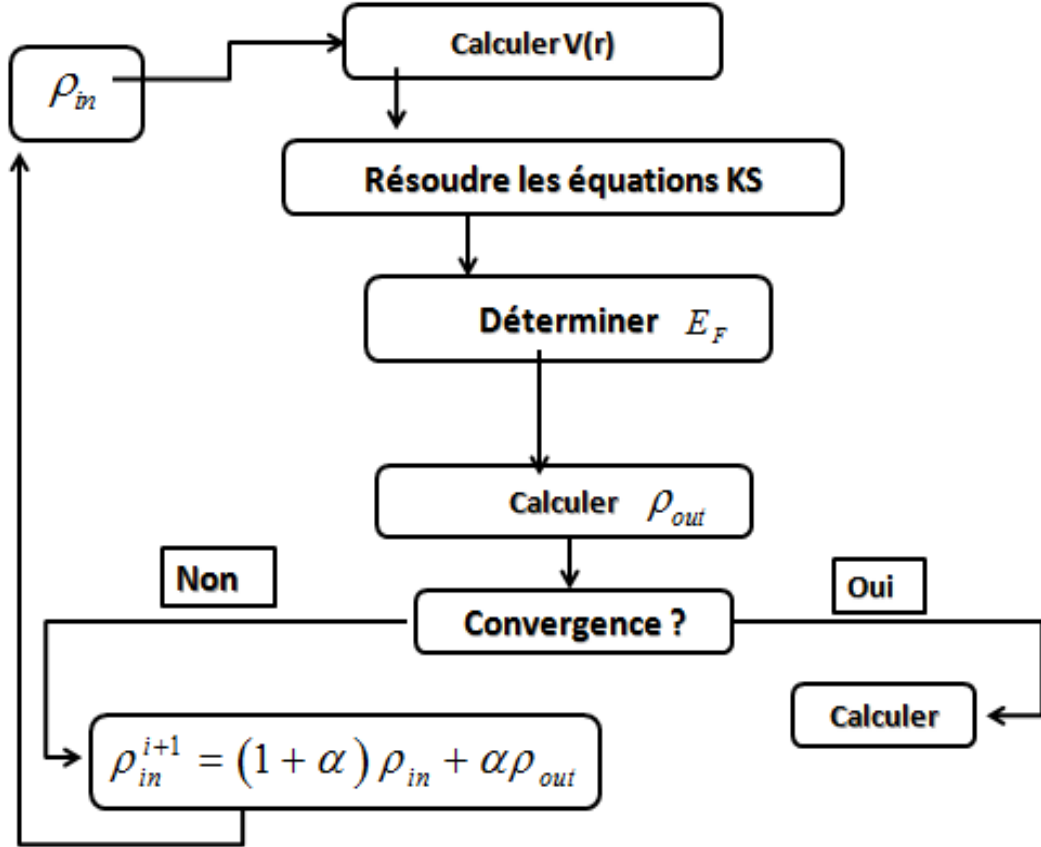 Calculer V(r)
ρ_in
Résoudre les équations KS
Déterminer E_F
Calculer ρ_out
Non
Oui
Convergence ?
Calculer
ρ_in^{i+1} = (1 + α) ρ_in + αρ_out